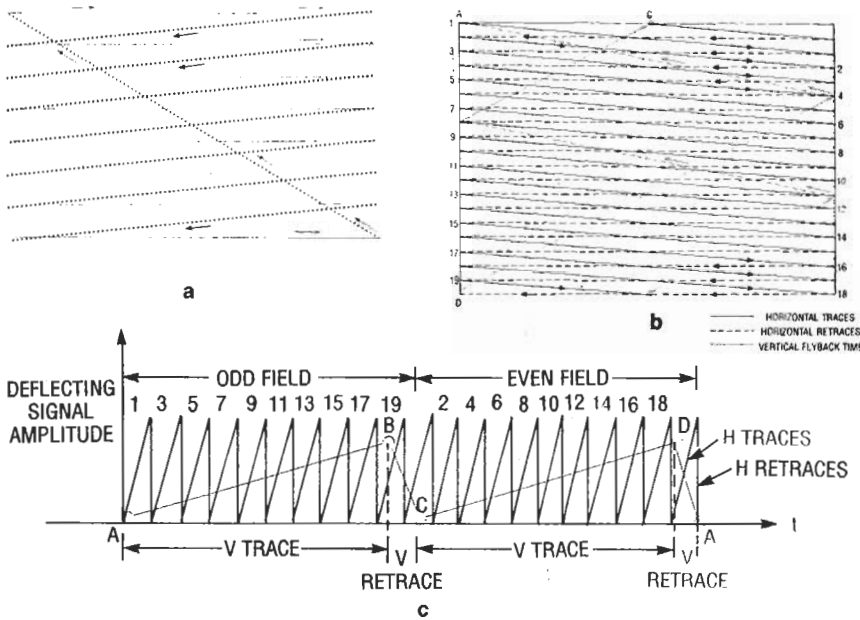 a
A C
1
3
5
7
9
11
13
15
17
19
D
2
4
6
8
10
12
14
16
18
b
HORIZONTAL TRACES
HORIZONTAL RETRACES
VERTICAL FLYBACK TIME
DEFLECTING
SIGNAL
AMPLITUDE
ODD FIELD EVEN FIELD
1 3 5 7 9 11 13 15 17 19 2 4 6 8 10 12 14 16 18
B D
H TRACES
H RETRACES
C
A A
V TRACE V V TRACE V
RETRACE RETRACE
c